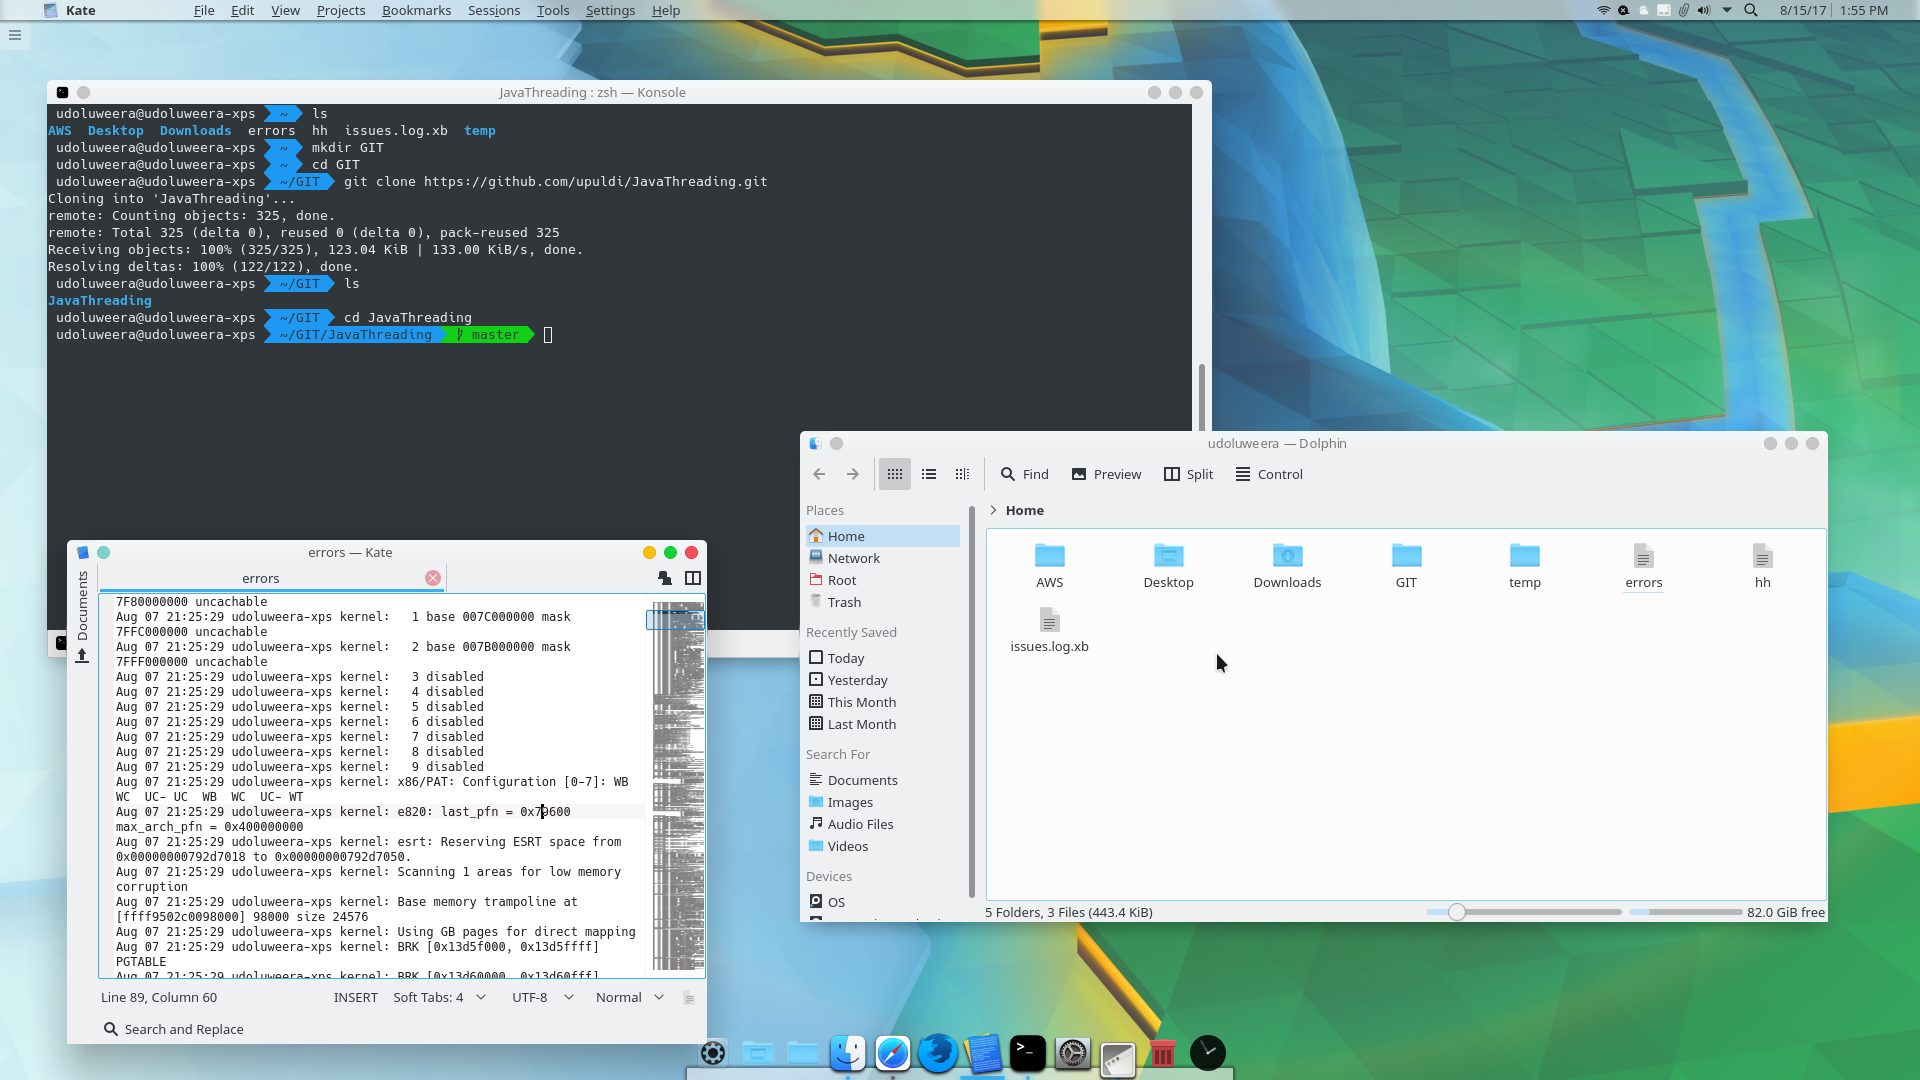 Kate File Edit View Projects Bookmarks Sessions Tools Settings Help 8/15/17 1:55 PM
JavaThreading : zsh — Konsole
udoluweera@udoluweera-xps ~ ls
AWS Desktop Downloads errors hh issues.log.xb temp
udoluweera@udoluweera-xps ~ mkdir GIT
udoluweera@udoluweera-xps ~ cd GIT
udoluweera@udoluweera-xps ~/GIT git clone https://github.com/upuldi/JavaThreading.git
Cloning into 'JavaThreading'...
remote: Counting objects: 325, done.
remote: Total 325 (delta 0), reused 0 (delta 0), pack-reused 325
Receiving objects: 100% (325/325), 123.04 KiB | 133.00 KiB/s, done.
Resolving deltas: 100% (122/122), done.
udoluweera@udoluweera-xps ~/GIT ls
JavaThreading
udoluweera@udoluweera-xps ~/GIT cd JavaThreading
udoluweera@udoluweera-xps ~/GIT/JavaThreading master
errors — Kate
Documents
errors
7F80000000 uncachable
Aug 07 21:25:29 udoluweera-xps kernel:   1 base 007C000000 mask
7FFC000000 uncachable
Aug 07 21:25:29 udoluweera-xps kernel:   2 base 007B000000 mask
7FFF000000 uncachable
Aug 07 21:25:29 udoluweera-xps kernel:   3 disabled
Aug 07 21:25:29 udoluweera-xps kernel:   4 disabled
Aug 07 21:25:29 udoluweera-xps kernel:   5 disabled
Aug 07 21:25:29 udoluweera-xps kernel:   6 disabled
Aug 07 21:25:29 udoluweera-xps kernel:   7 disabled
Aug 07 21:25:29 udoluweera-xps kernel:   8 disabled
Aug 07 21:25:29 udoluweera-xps kernel:   9 disabled
Aug 07 21:25:29 udoluweera-xps kernel: x86/PAT: Configuration [0-7]: WB
WC  UC- UC  WB  WC  UC- WT
Aug 07 21:25:29 udoluweera-xps kernel: e820: last_pfn = 0x79600
max_arch_pfn = 0x400000000
Aug 07 21:25:29 udoluweera-xps kernel: esrt: Reserving ESRT space from
0x00000000792d7018 to 0x00000000792d7050.
Aug 07 21:25:29 udoluweera-xps kernel: Scanning 1 areas for low memory
corruption
Aug 07 21:25:29 udoluweera-xps kernel: Base memory trampoline at
[ffff9502c0098000] 98000 size 24576
Aug 07 21:25:29 udoluweera-xps kernel: Using GB pages for direct mapping
Aug 07 21:25:29 udoluweera-xps kernel: BRK [0x13d5f000, 0x13d5ffff]
PGTABLE
Aug 07 21:25:29 udoluweera-xps kernel: BRK [0x13d60000, 0x13d60fff]
Line 89, Column 60 INSERT Soft Tabs: 4 UTF-8 Normal
Search and Replace
udoluweera — Dolphin
Find Preview Split Control
Places
Home
Network
Root
Trash
Recently Saved
Today
Yesterday
This Month
Last Month
Search For
Documents
Images
Audio Files
Videos
Devices
OS
Home
AWS Desktop Downloads GIT temp errors hh
issues.log.xb
5 Folders, 3 Files (443.4 KiB) 82.0 GiB free